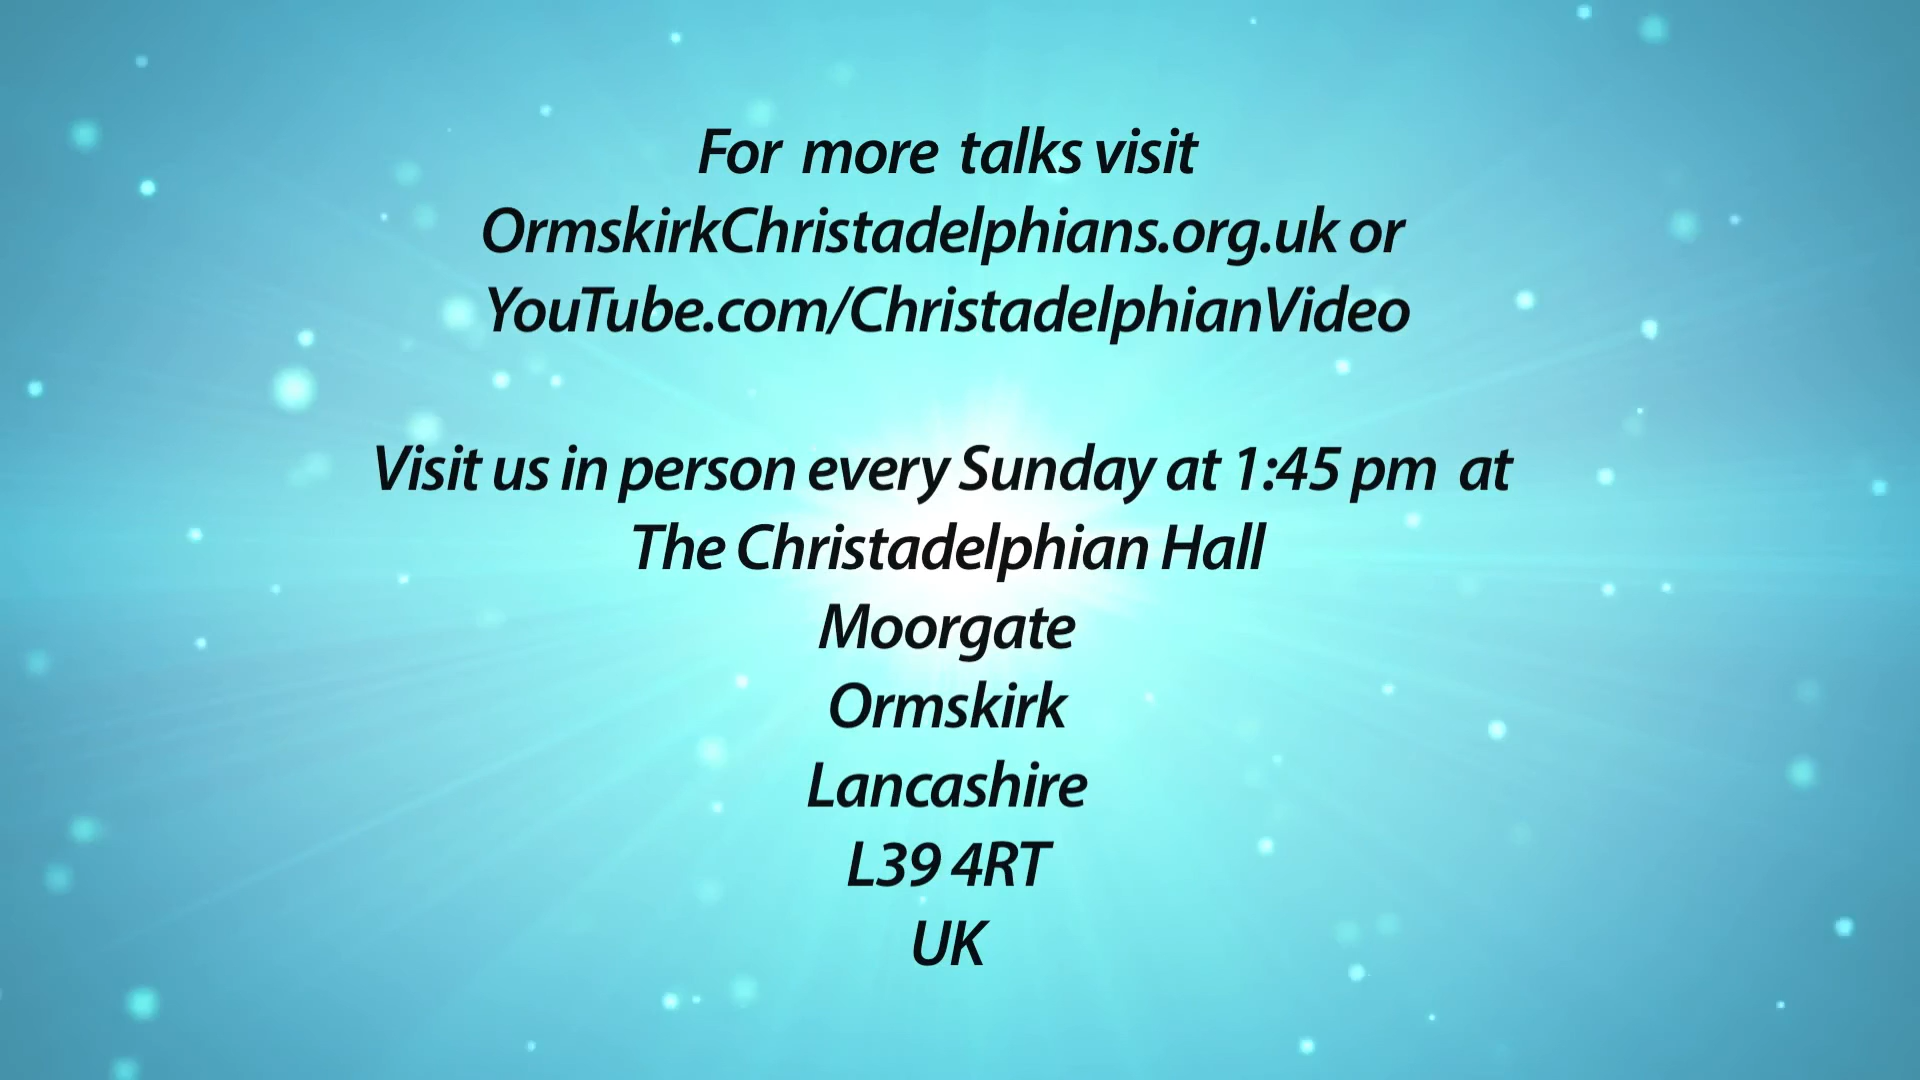 For more talks visit
OrmskirkChristadelphians.org.uk or
YouTube.com/ChristadelphianVideo
Visit us in person every Sunday at 1:45 pm at
The Christadelphian Hall
Moorgate
Ormskirk
Lancashire
L39 4RT
UK